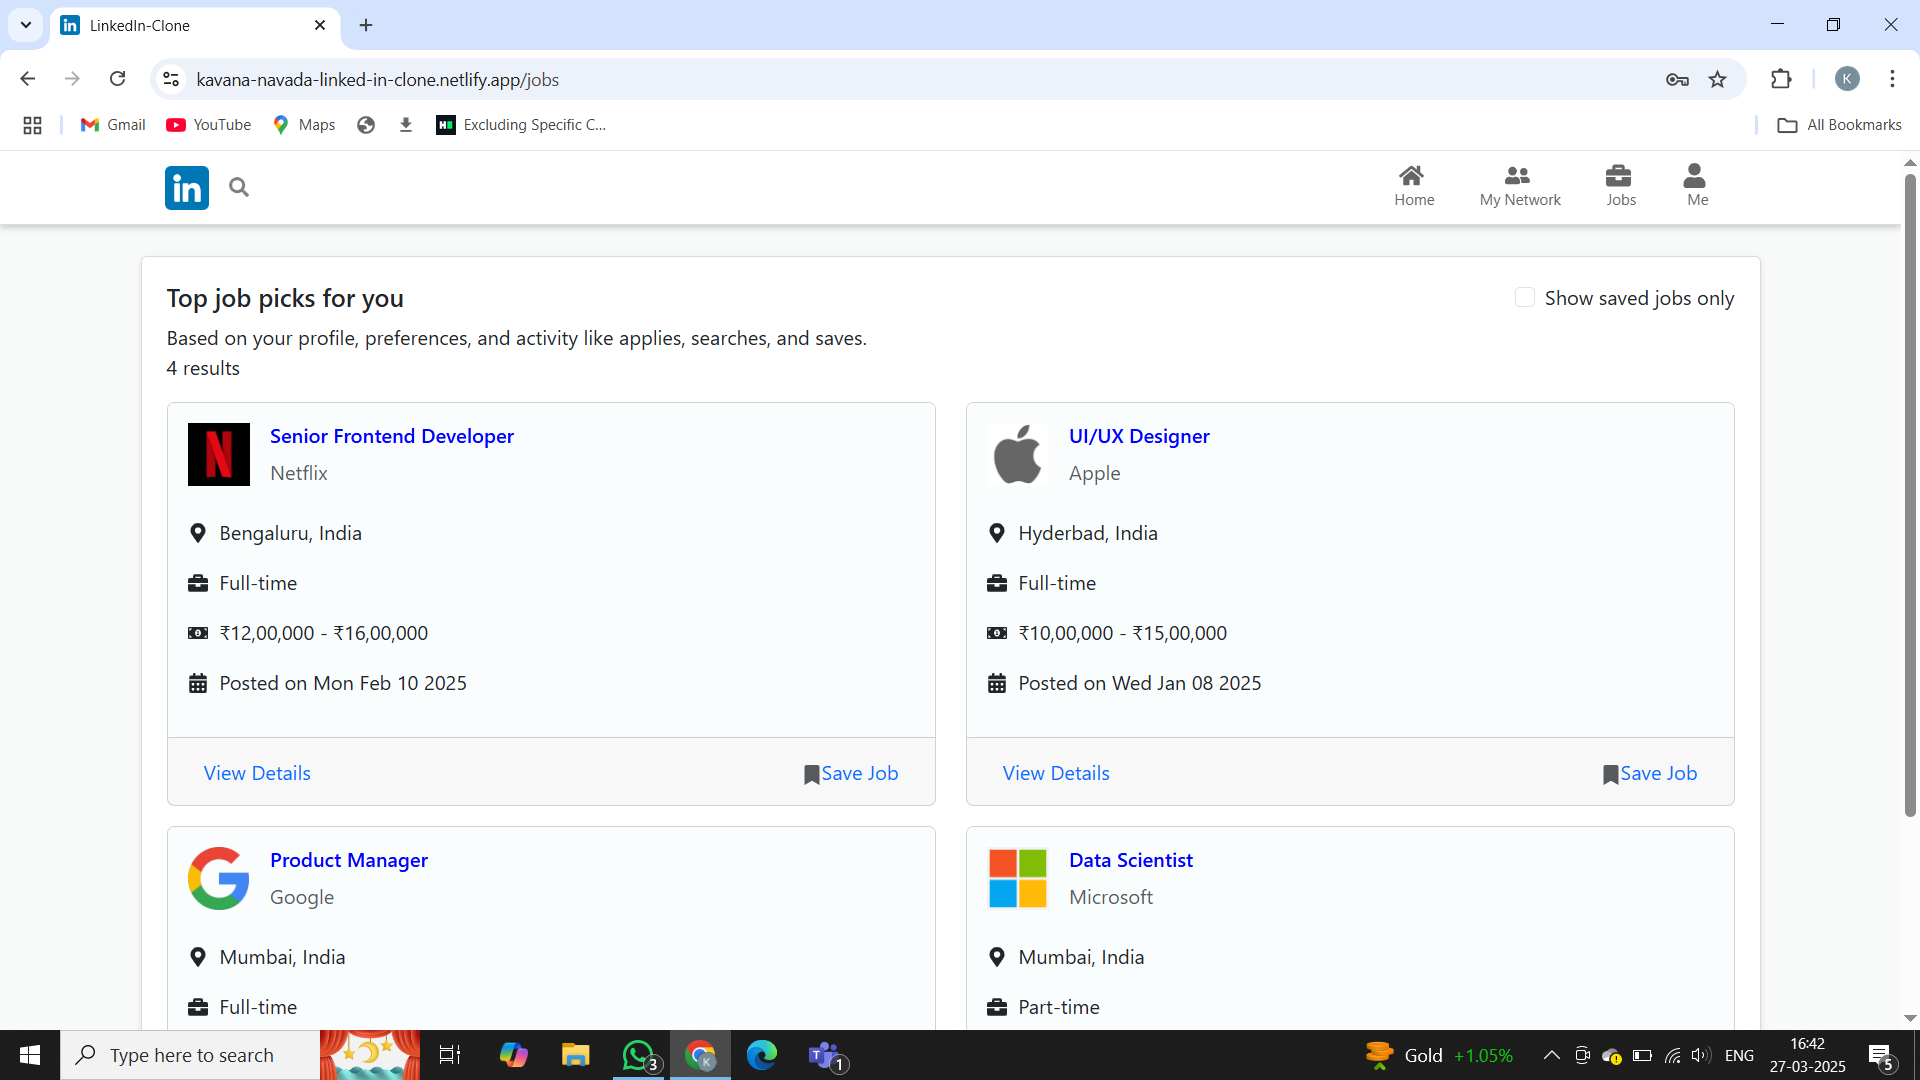 LinkedIn-Clone
kavana-navada-linked-in-clone.netlify.app/jobs
K
Gmail
YouTube
Maps
Excluding Specific C...
All Bookmarks
in
Home
My Network
Jobs
Me
Top job picks for you
Show saved jobs only
Based on your profile, preferences, and activity like applies, searches, and saves.
4 results
Senior Frontend Developer
Netflix
Bengaluru, India
Full-time
₹12,00,000 - ₹16,00,000
Posted on Mon Feb 10 2025
View Details
Save Job
UI/UX Designer
Apple
Hyderbad, India
Full-time
₹10,00,000 - ₹15,00,000
Posted on Wed Jan 08 2025
View Details
Save Job
Product Manager
Google
Mumbai, India
Full-time
Data Scientist
Microsoft
Mumbai, India
Part-time
Type here to search
3
K
1
Gold +1.05%
ENG
16:42
27-03-2025
5